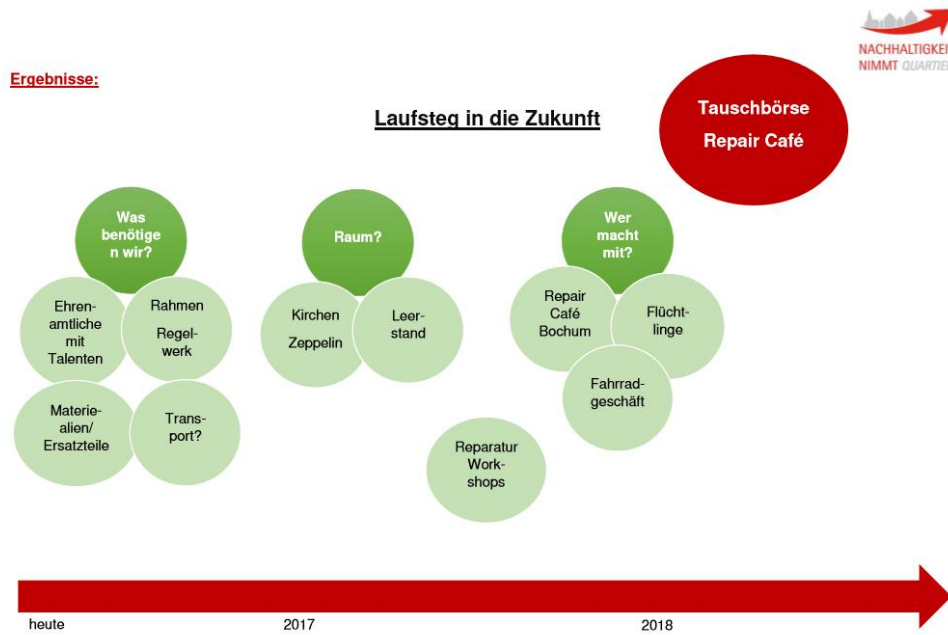 NACHHALTIGKEI
NIMMT QUARTIER
Ergebnisse:
Laufsteg in die Zukunft
Tauschbörse
Repair Café
Was
benötige
n wir?
Ehren-
amtliche
mit
Talenten
Rahmen
Regel-
werk
Materie-
alien/
Ersatzteile
Trans-
port?
Raum?
Kirchen
Zeppelin
Leer-
stand
Wer
macht
mit?
Repair
Café
Bochum
Flücht-
linge
Fahrrad-
geschäft
Reparatur
Work-
shops
heute
2017
2018